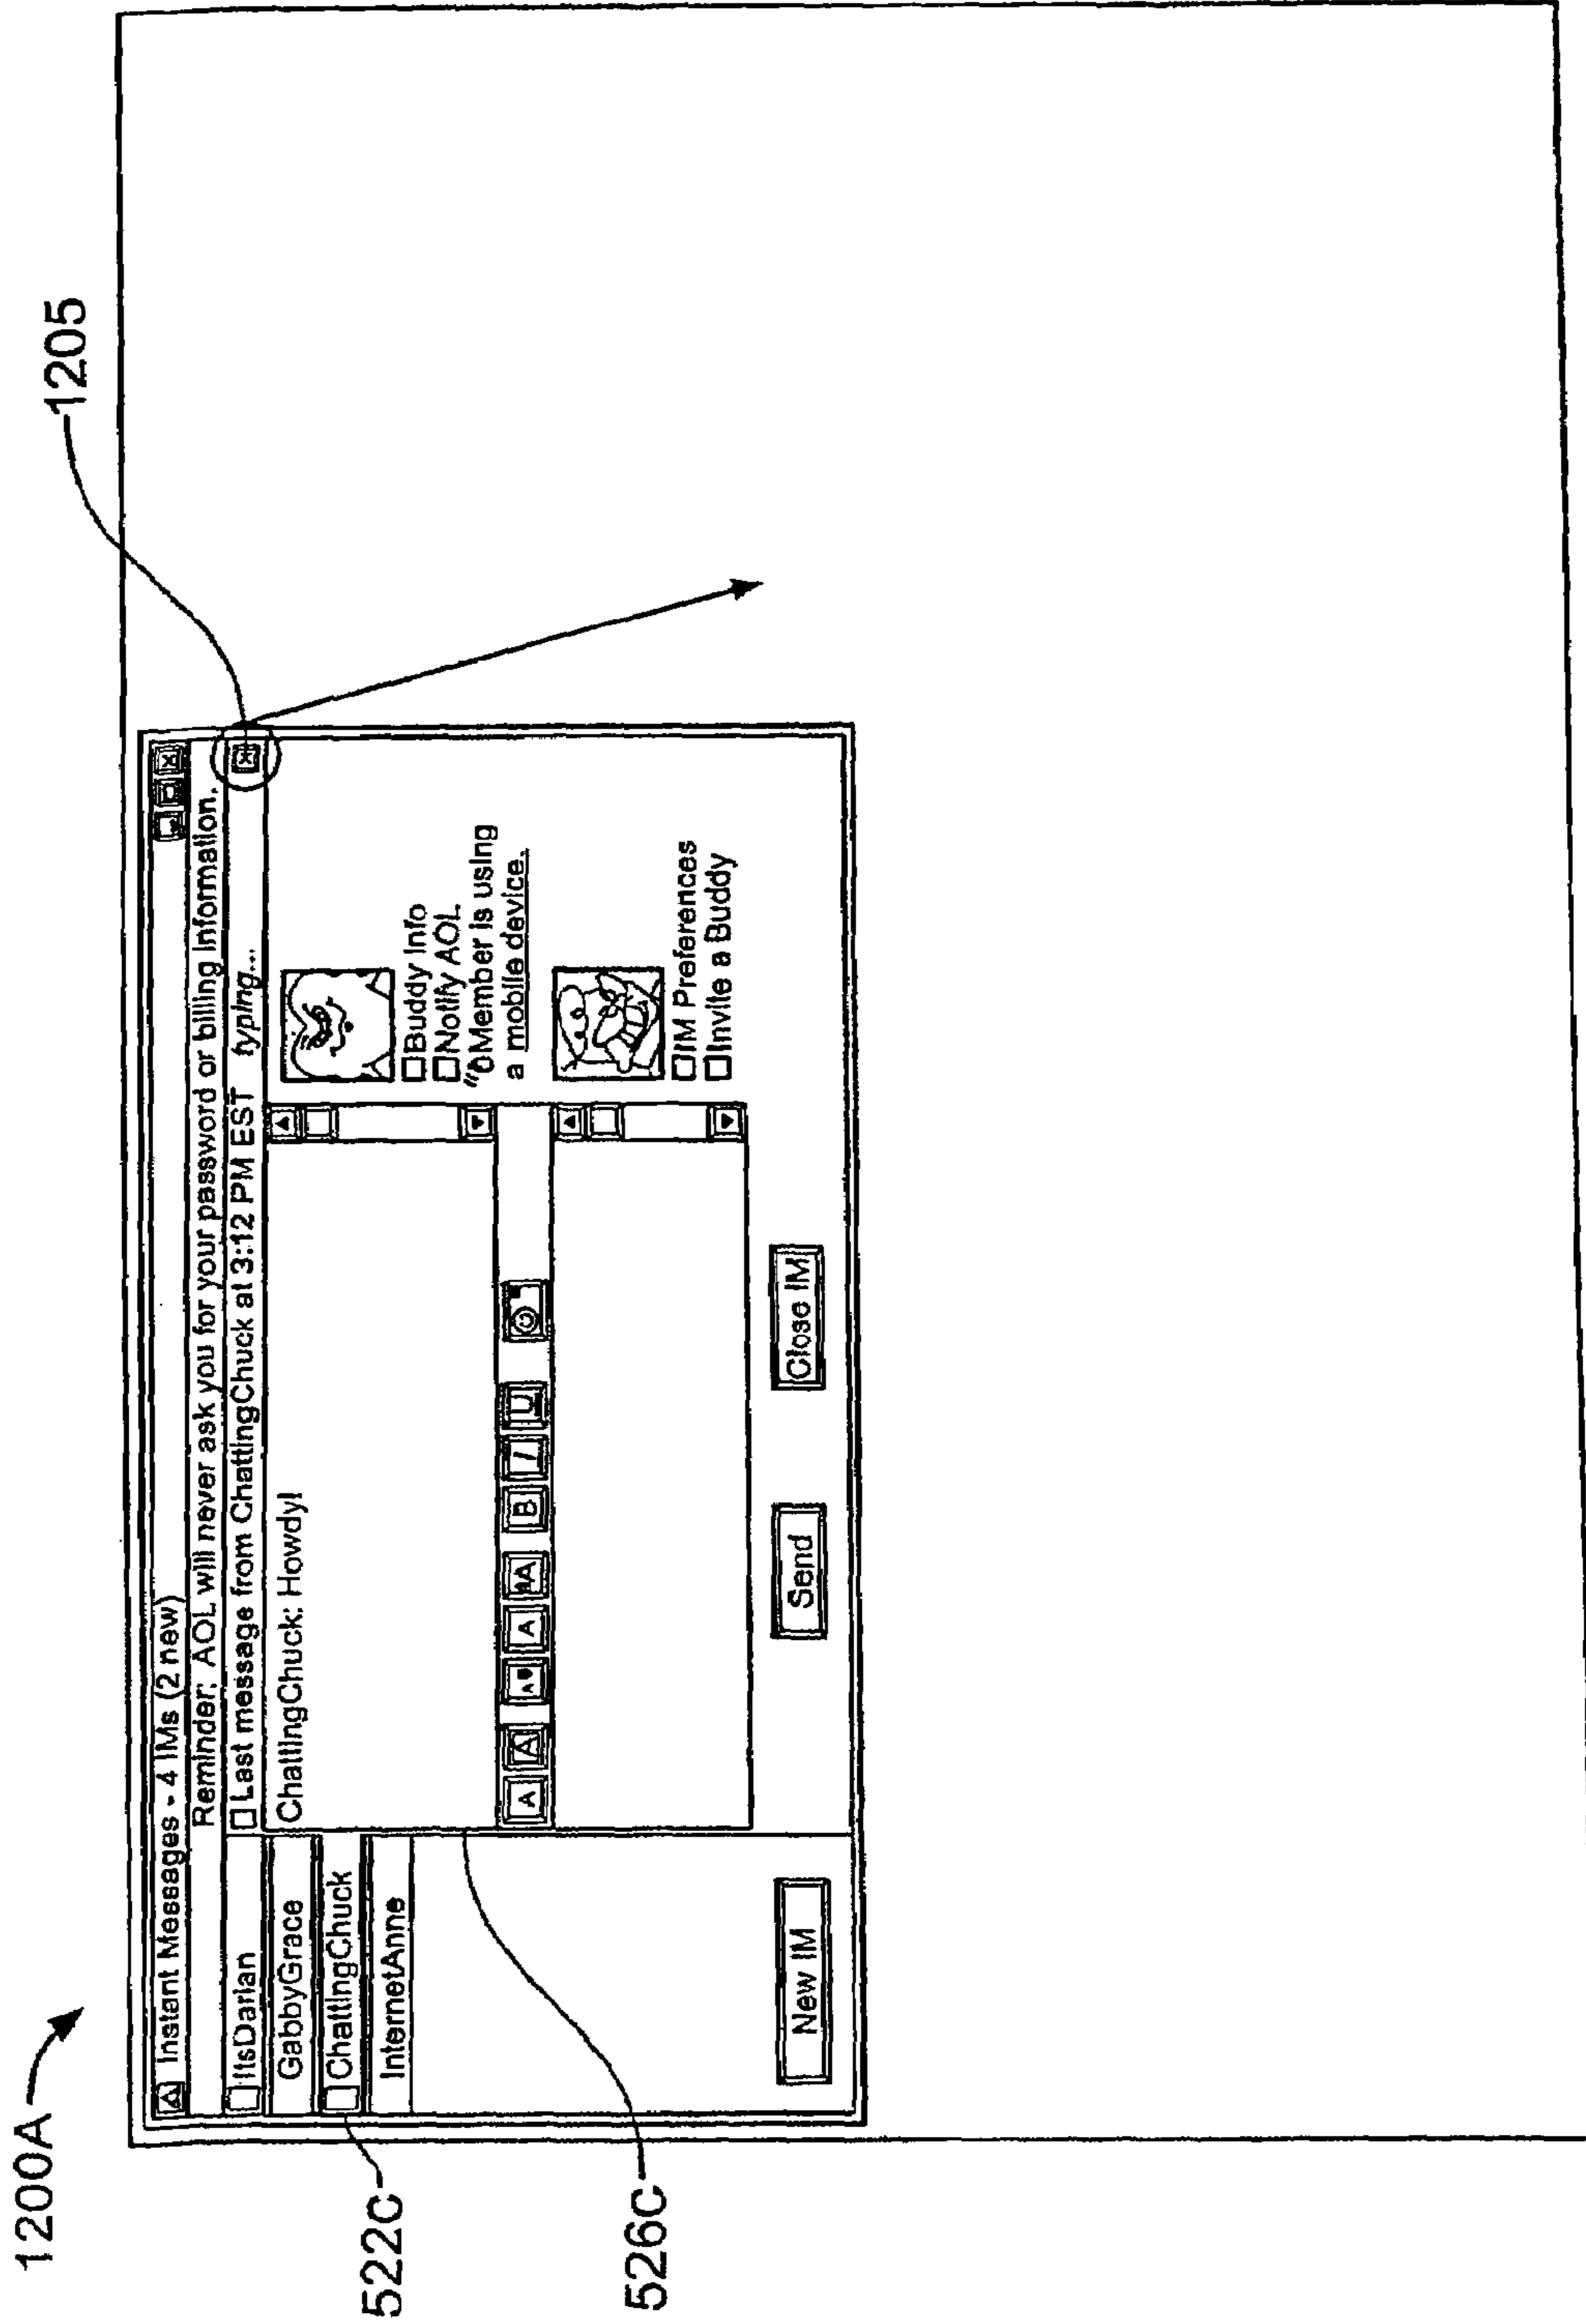 1200A
1205
Instant Messages - 4 IMs (2 new)
Reminder: AOL will never ask you for your password or billing Information.
Last message from ChattingChuck at 3:12 PM EST typing...
ItsDarian
GabbyGrace
ChattingChuck
InternetAnne
522c
526c
ChattingChuck: Howdy!
Buddy Info
Notify AOL
Member is using
a mobile device.
A A A A A B I U
IM Preferences
Invite a Buddy
New IM
Send
Close IM